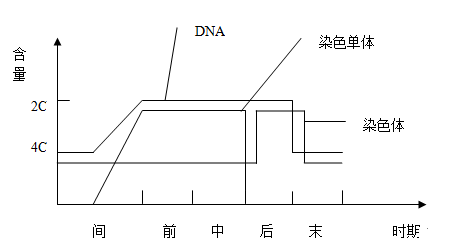 DNA
染色单体
含
量
2C
染色体
4C
间 前 中 后 末 时期